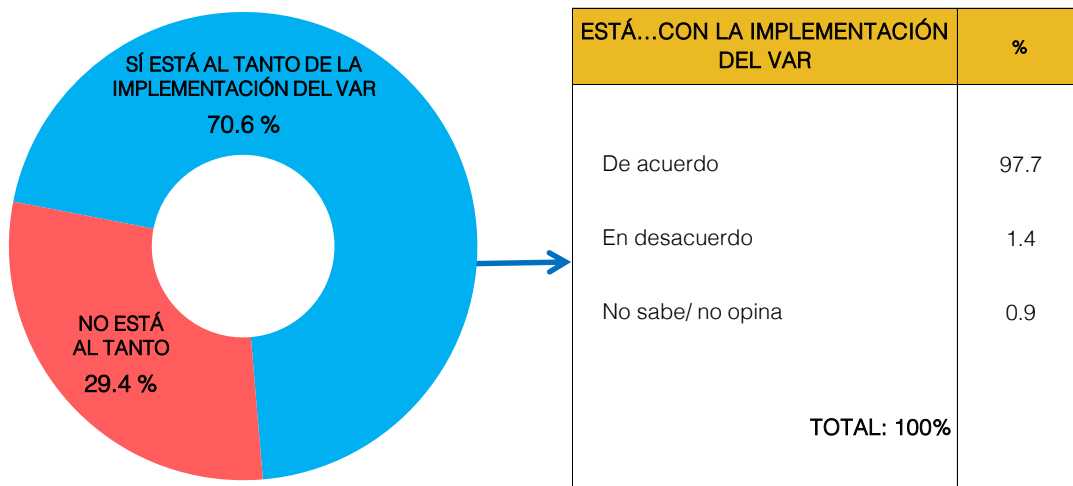 SÍ ESTÁ AL TANTO DE LA
IMPLEMENTACIÓN DEL VAR
70.6 %
NO ESTÁ
AL TANTO
29.4 %
ESTÁ...CON LA IMPLEMENTACIÓN
DEL VAR
%
De acuerdo 97.7
En desacuerdo 1.4
No sabe/ no opina 0.9
TOTAL: 100%